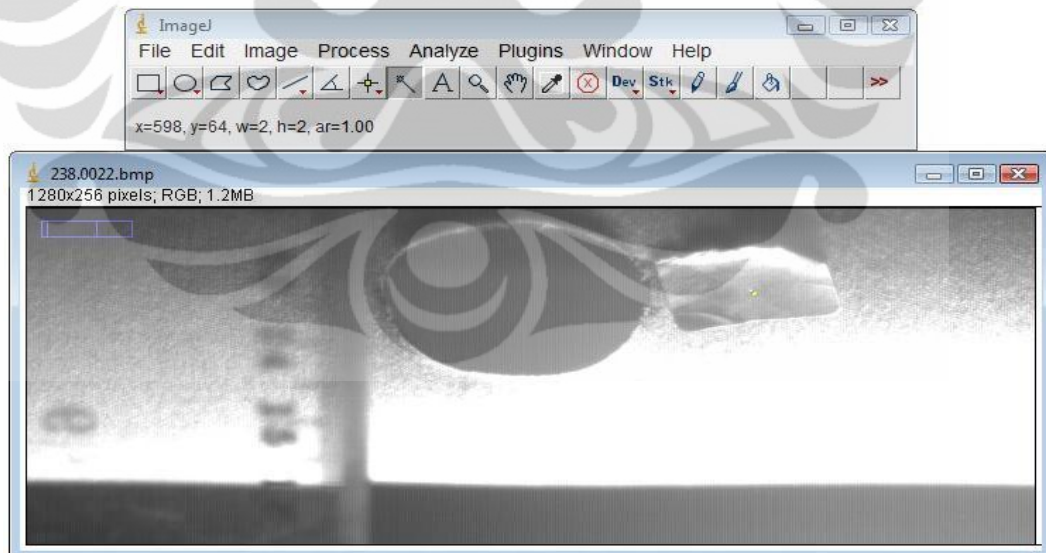 ImageJ
File Edit Image Process Analyze Plugins Window Help
A Dev Stk >>
x=598, y=64, w=2, h=2, ar=1.00
238.0022.bmp
1280x256 pixels; RGB; 1.2MB